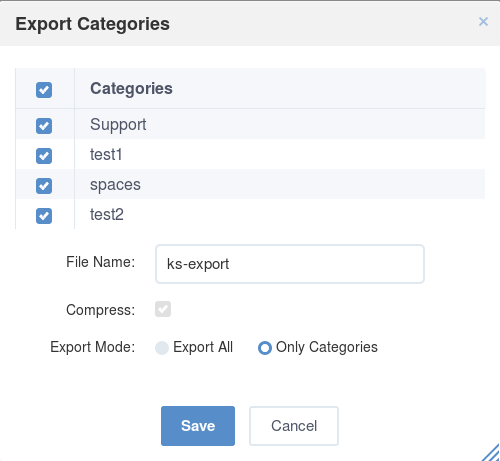 Export Categories
×
Categories
Support
test1
spaces
test2
File Name: ks-export
Compress:
Export Mode: Export All Only Categories
Save Cancel